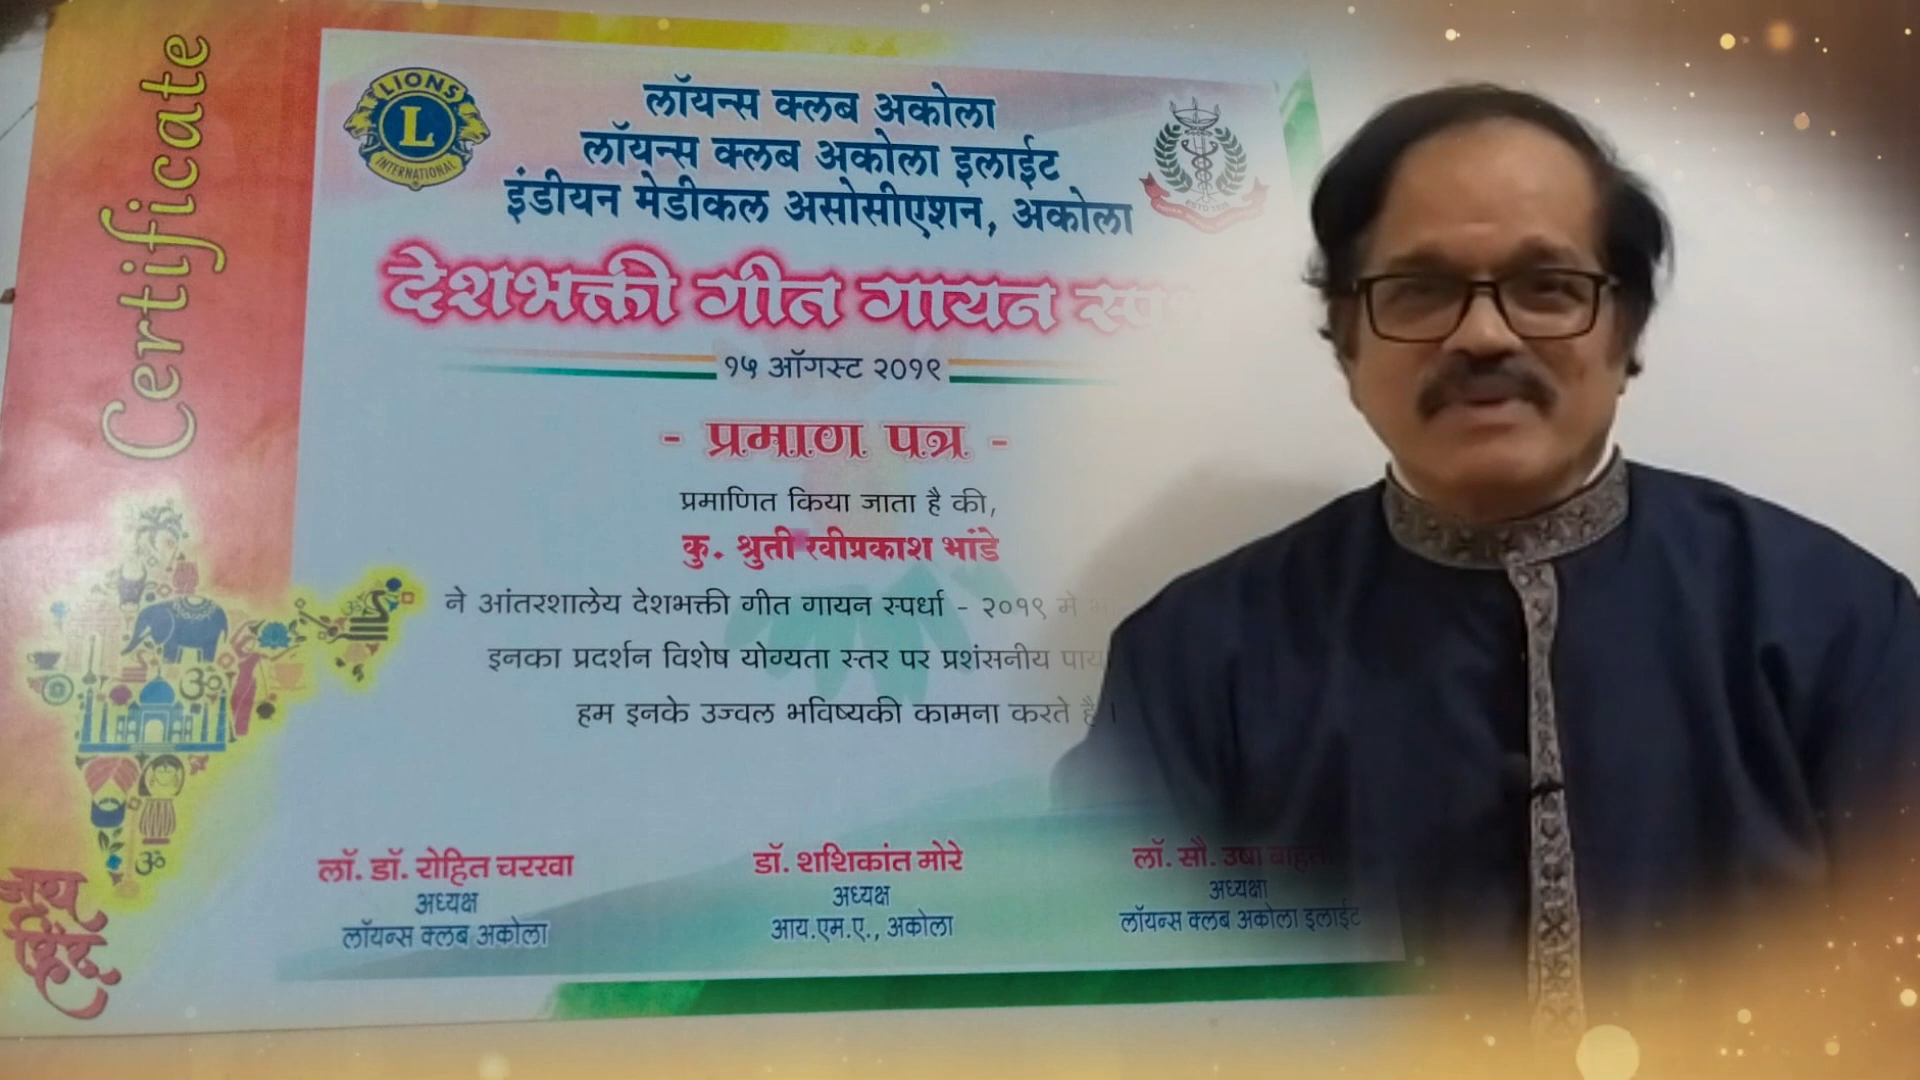 Certificate
LIONS
L
INTERNATIONAL
लॉयन्स क्लब अकोला
लॉयन्स क्लब अकोला इलाईट
इंडीयन मेडीकल असोसीएशन, अकोला
देशभक्ती गीत गायन
१५ ऑगस्ट २०१९
- प्रमाण पत्र -
प्रमाणित किया जाता है की,
कु. श्रुती रवीप्रकाश भांडे
ने आंतरशालेय देशभक्ती गीत गायन स्पर्धा - २०१९ मे
इनका प्रदर्शन विशेष योग्यता स्तर पर प्रशंसनीय
हम इनके उज्वल भविष्यकी कामना करते है ।
लॉ. डॉ. रोहित चरखा
अध्यक्ष
लॉयन्स क्लब अकोला
डॉ. शशिकांत मोरे
अध्यक्ष
आय.एम.ए., अकोला
लॉ. सौ. उषा
अध्यक्षा
लॉयन्स क्लब अकोला इलाईट
जय
हिंद